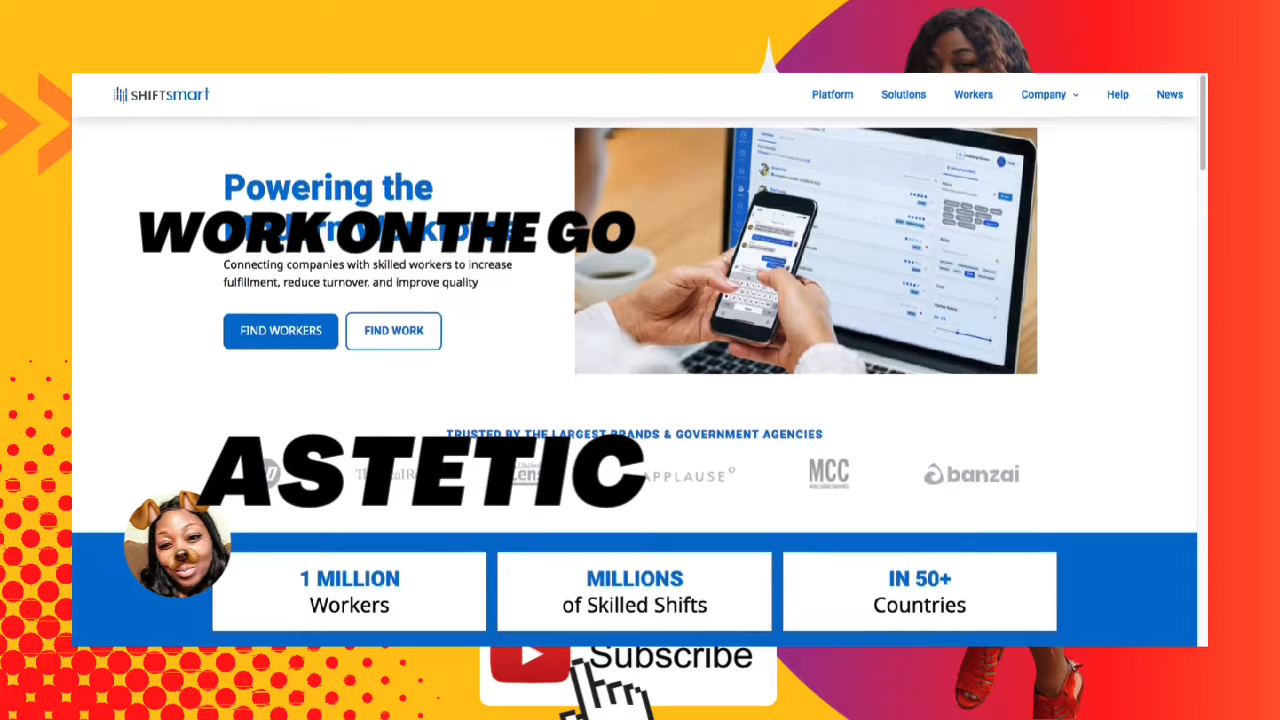 SHIFTSMART
Platform
Solutions
Workers
Company
Help
News
Powering the
WORK ON THE GO
Connecting companies with skilled workers to increase
fulfillment, reduce turnover, and improve quality
FIND WORKERS
FIND WORK
TRUSTED BY THE LARGEST BRANDS & GOVERNMENT AGENCIES
ASTETIC
APPLAUSE
MCC
banzai
1 MILLION
Workers
MILLIONS
of Skilled Shifts
IN 50+
Countries
Subscribe